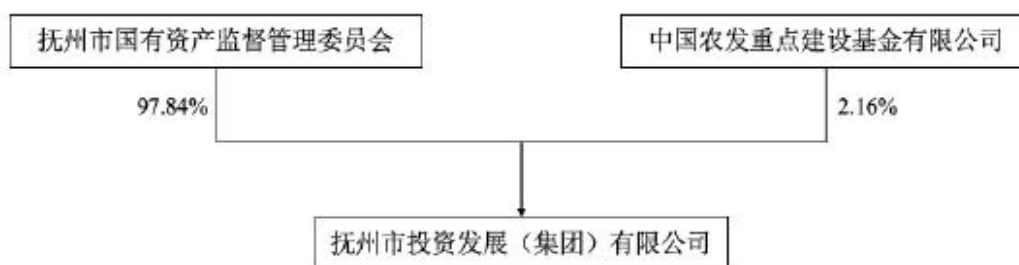 抚州市国有资产监督管理委员会
中国农发重点建设基金有限公司
97.84%
2.16%
抚州市投资发展（集团）有限公司